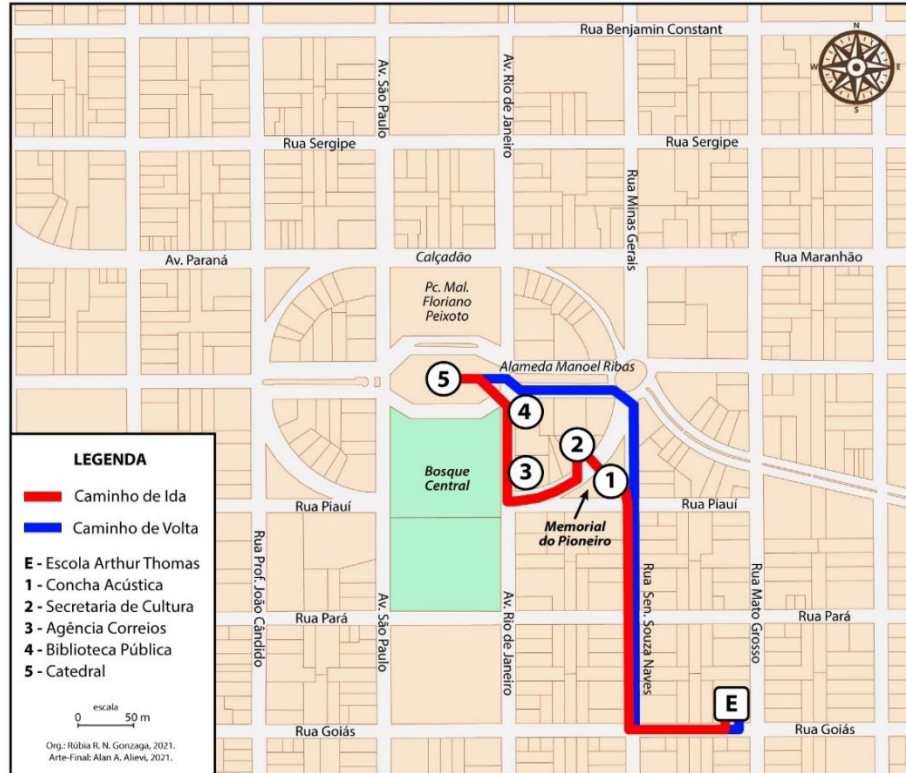 Rua Benjamin Constant
N
W
E
S
Av. São Paulo
Av. Rio de Janeiro
Rua Sergipe
Rua Sergipe
Rua Minas Gerais
Av. Paraná
Calçadão
Rua Maranhão
Pc. Mal.
Floriano
Peixoto
Alameda Manoel Ribas
5
4
2
3
1
Bosque
Central
Rua Piauí
Rua Piauí
Memorial
do Pioneiro
Rua Prof. João Cândido
Av. São Paulo
Av. Rio de Janeiro
Rua Sen. Souza Naves
Rua Mato Grosso
Rua Pará
Rua Pará
E
Rua Goiás
Rua Goiás
LEGENDA
Caminho de Ida
Caminho de Volta
E - Escola Arthur Thomas
1 - Concha Acústica
2 - Secretaria de Cultura
3 - Agência Correios
4 - Biblioteca Pública
5 - Catedral
escala
0 50 m
Org.: Rúbia R. N. Gonzaga, 2021.
Arte-Final: Alan A. Alievi, 2021.